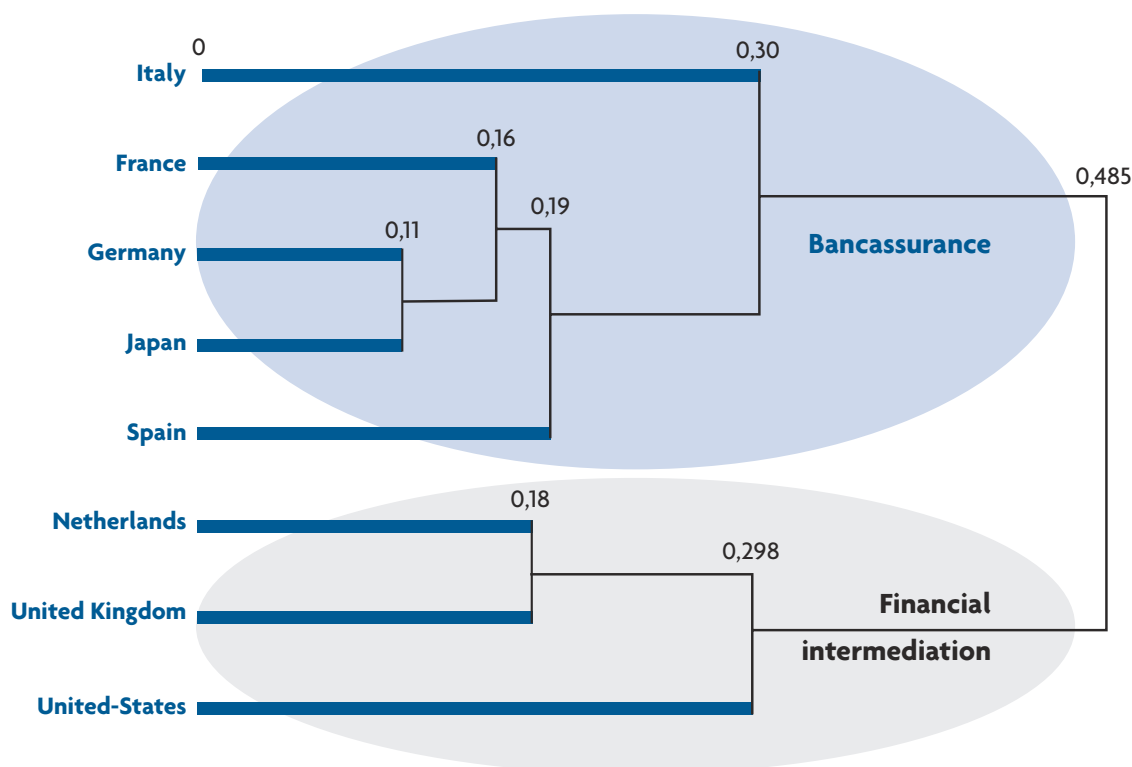 0
0,30
Italy
0,16
France
0,485
0,19
0,11
Germany
Bancassurance
Japan
Spain
0,18
Netherlands
0,298
United Kingdom
Financial
intermediation
United-States